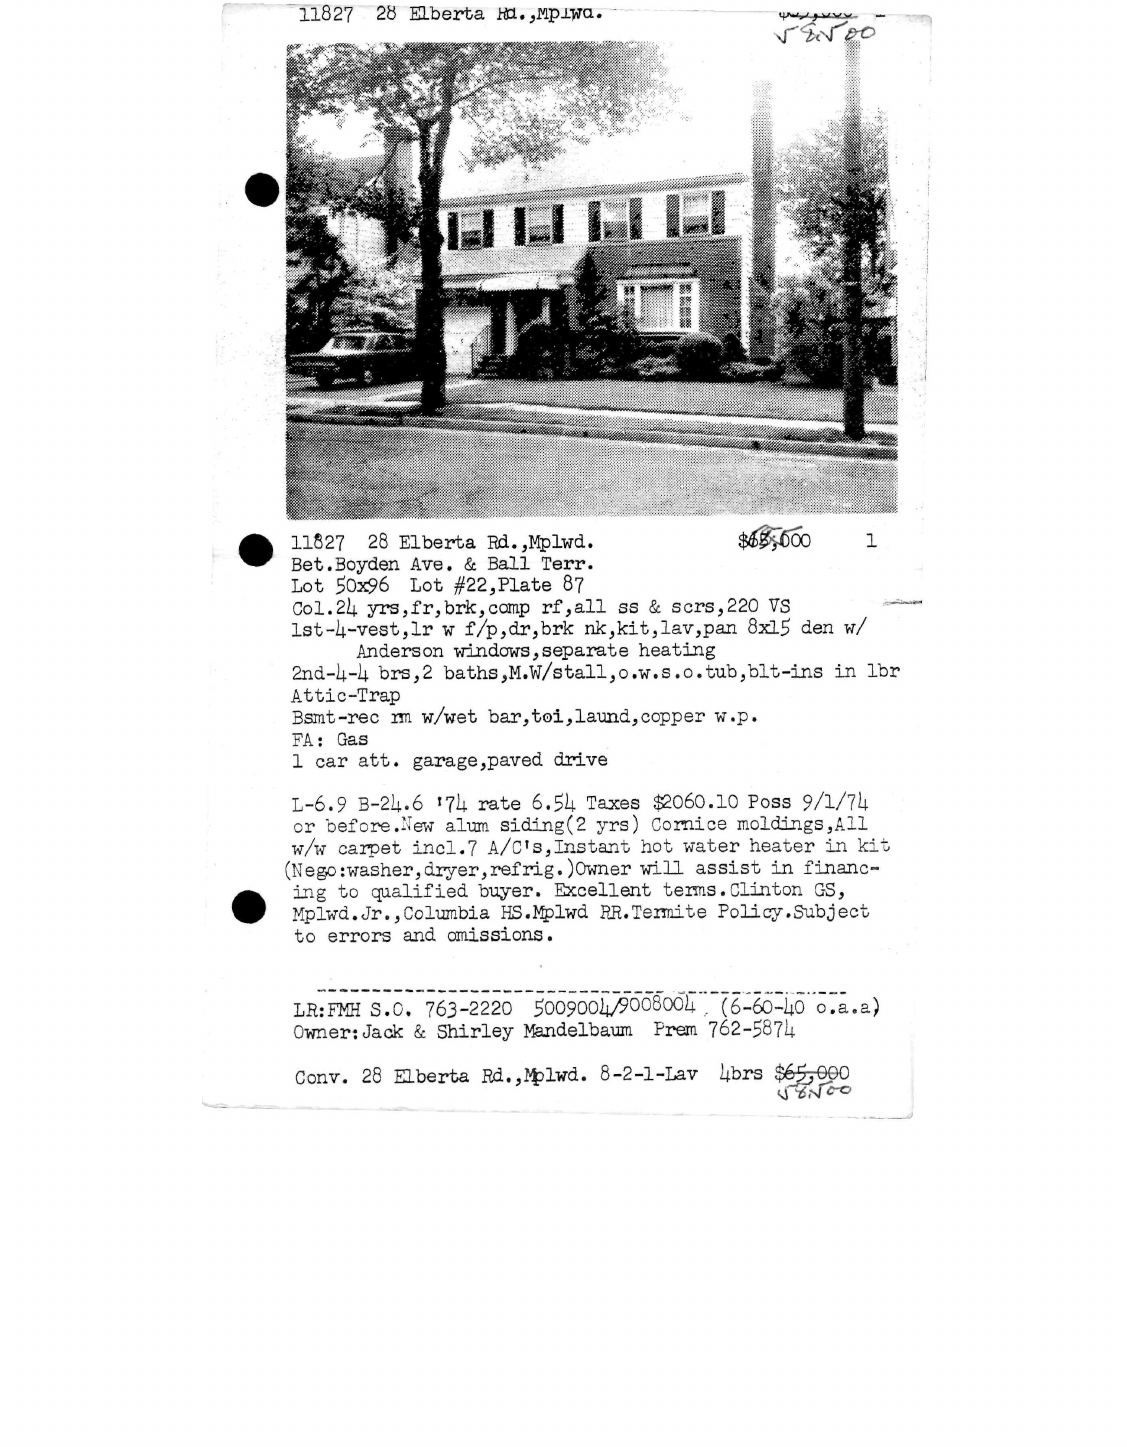 11827  28 Elberta Rd.,Mplwd.
58,500
11827  28 Elberta Rd.,Mplwd. 1
Bet.Boyden Ave. & Ball Terr.
Lot 50x96  Lot #22,Plate 87
Col.24 yrs,fr,brk,comp rf,all ss & scrs,220 VS
1st-4-vest,lr w f/p,dr,brk nk,kit,lav,pan 8x15 den w/
Anderson windows,separate heating
2nd-4-4 brs,2 baths,M.W/stall,o.w.s.o.tub,blt-ins in lbr
Attic-Trap
Bsmt-rec rm w/wet bar,toi,laund,copper w.p.
FA: Gas
1 car att. garage,paved drive
L-6.9 B-24.6 '74 rate 6.54 Taxes $2060.10 Poss 9/1/74
or before.New alum siding(2 yrs) Cornice moldings,All
w/w carpet incl.7 A/C's,Instant hot water heater in kit
(Nego:washer,dryer,refrig.)Owner will assist in financ-
ing to qualified buyer. Excellent terms.Clinton GS,
Mplwd.Jr.,Columbia HS.Mplwd RR.Termite Policy.Subject
to errors and omissions.
LR:FMH S.O. 763-2220  5009004/9008004 (6-60-40 o.a.a)
Owner:Jack & Shirley Mandelbaum  Prem 762-5874
Conv. 28 Elberta Rd.,Mplwd. 8-2-1-Lav  4brs $65,000
58,500